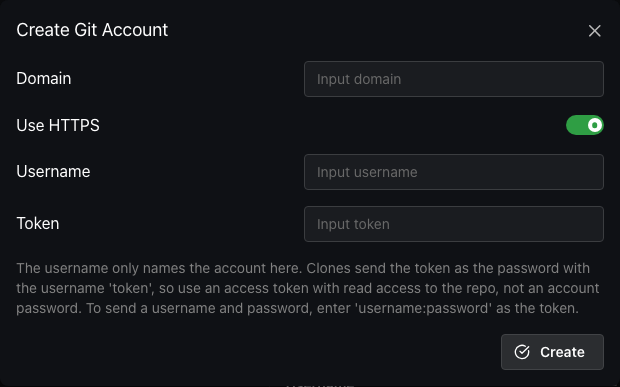 Create Git Account
Domain
Input domain
Use HTTPS
Username
Input username
Token
Input token
The username only names the account here. Clones send the token as the password with
the username 'token', so use an access token with read access to the repo, not an account
password. To send a username and password, enter 'username:password' as the token.
Create